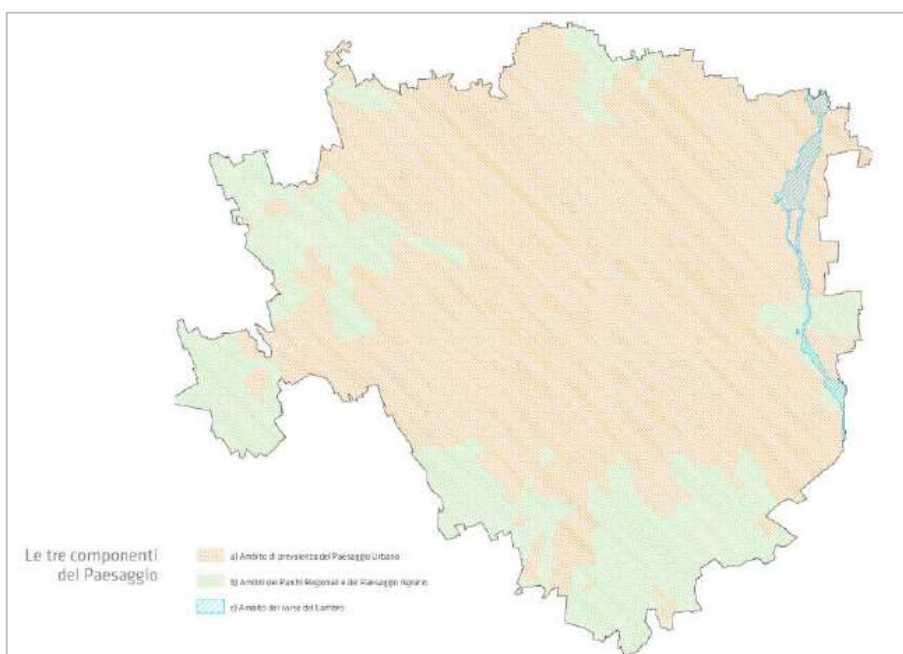 Le tre componenti
del Paesaggio
a) Ambito di prevalenza del Paesaggio Urbano
b) Ambiti dei Parchi Regionali e del Paesaggio Agrario
c) Ambito del corso del Lambro